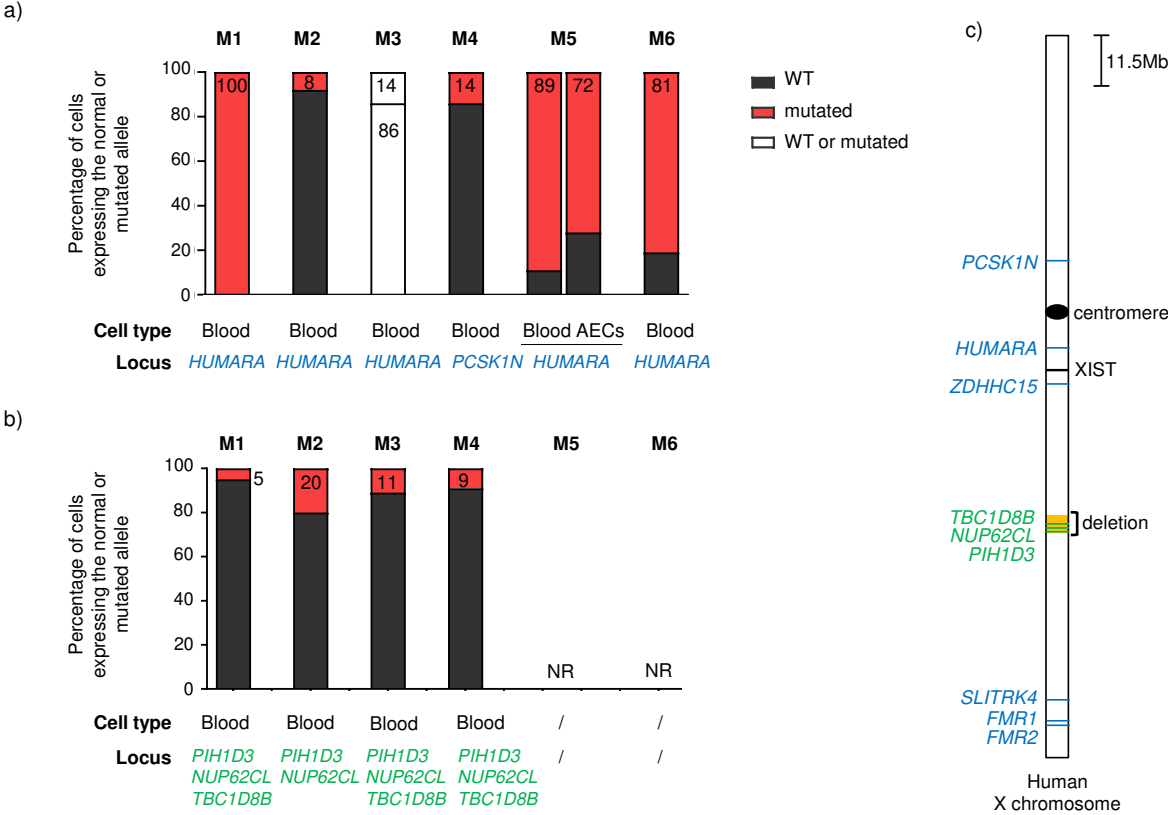 a)
M1 M2 M3 M4 M5 M6
Percentage of cells
expressing the normal or
mutated allele
100
80
60
40
20
0
100 8 14 86 14 89 72 81
WT
mutated
WT or mutated
Cell type Blood Blood Blood Blood Blood AECs Blood
Locus HUMARA HUMARA HUMARA PCSK1N HUMARA HUMARA
b)
M1 M2 M3 M4 M5 M6
Percentage of cells
expressing the normal or
mutated allele
100
80
60
40
20
0
5 20 11 9 NR NR
Cell type Blood Blood Blood Blood / /
Locus PIH1D3 PIH1D3 PIH1D3 PIH1D3 / /
NUP62CL NUP62CL NUP62CL NUP62CL
TBC1D8B TBC1D8B TBC1D8B
c)
11.5Mb
PCSK1N
centromere
HUMARA
XIST
ZDHHC15
TBC1D8B
NUP62CL
PIH1D3
deletion
SLITRK4
FMR1
FMR2
Human
X chromosome